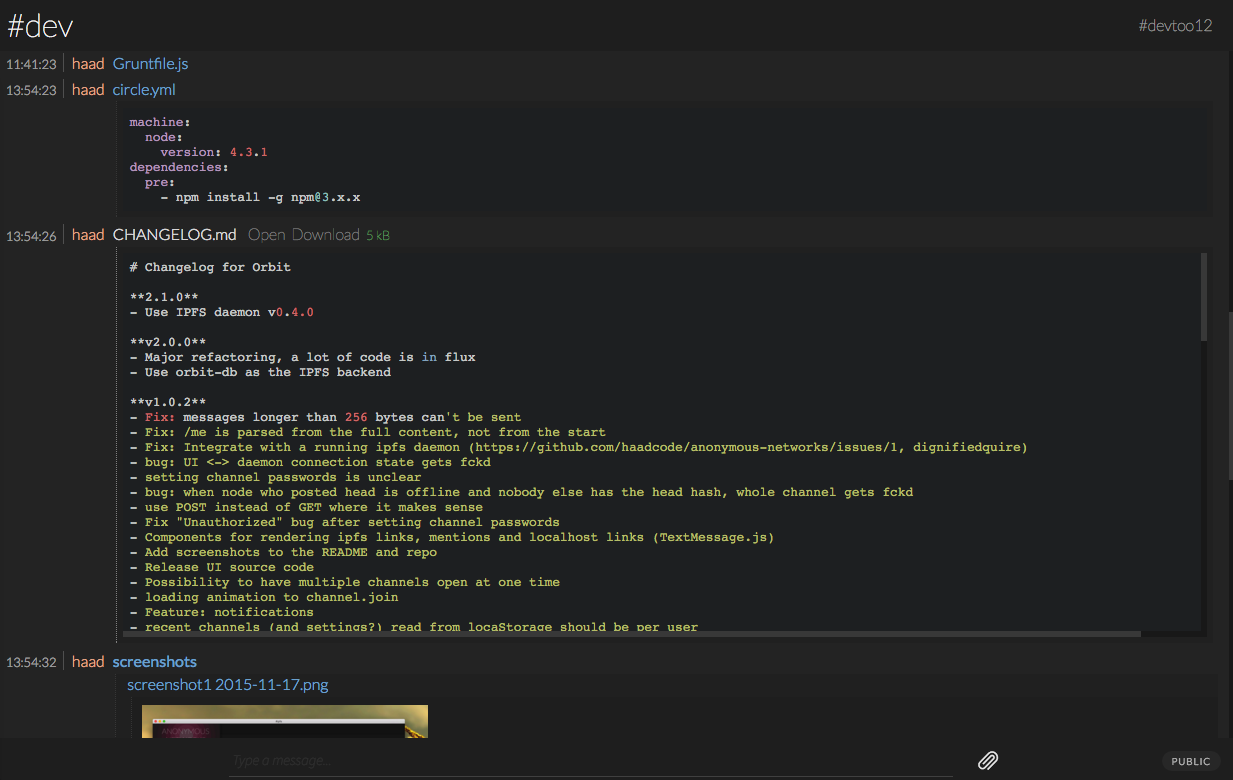 #dev
#devtoo12
11:41:23 haad Gruntfile.js
13:54:23 haad circle.yml
machine:
node:
version: 4.3.1
dependencies:
pre:
- npm install -g npm@3.x.x
13:54:26 haad CHANGELOG.md Open Download 5 kB
# Changelog for Orbit
**2.1.0**
- Use IPFS daemon v0.4.0
**v2.0.0**
- Major refactoring, a lot of code is in flux
- Use orbit-db as the IPFS backend
**v1.0.2**
- Fix: messages longer than 256 bytes can't be sent
- Fix: /me is parsed from the full content, not from the start
- Fix: Integrate with a running ipfs daemon (https://github.com/haadcode/anonymous-networks/issues/1, dignifiedquire)
- bug: UI <-> daemon connection state gets fckd
- setting channel passwords is unclear
- bug: when node who posted head is offline and nobody else has the head hash, whole channel gets fckd
- use POST instead of GET where it makes sense
- Fix "Unauthorized" bug after setting channel passwords
- Components for rendering ipfs links, mentions and localhost links (TextMessage.js)
- Add screenshots to the README and repo
- Release UI source code
- Possibility to have multiple channels open at one time
- loading animation to channel.join
- Feature: notifications
- recent channels (and settings?) read from locaStorage should be per user
13:54:32 haad screenshots
screenshot1 2015-11-17.png
ANONYMOUS
Type a message...
PUBLIC